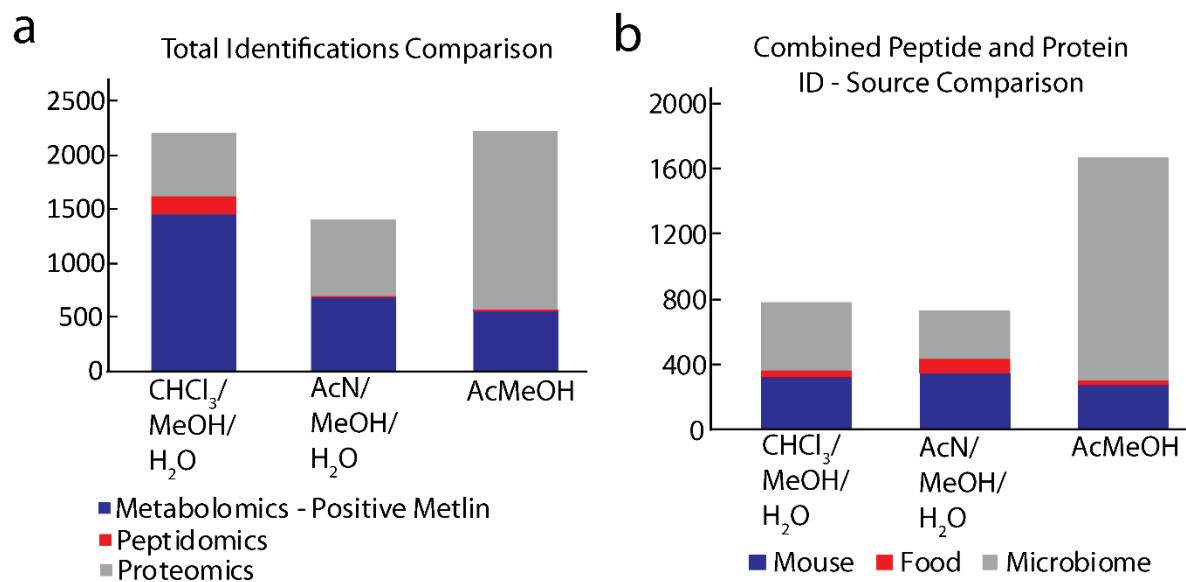 a
Total Identifications Comparison
2500
2000
1500
1000
500
0
CHCl₃/
MeOH/
H₂O
AcN/
MeOH/
H₂O
AcMeOH
Metabolomics - Positive Metlin
Peptidomics
Proteomics
b
Combined Peptide and Protein
ID - Source Comparison
2000
1600
1200
800
400
0
CHCl₃/
MeOH/
H₂O
AcN/
MeOH/
H₂O
AcMeOH
Mouse Food Microbiome